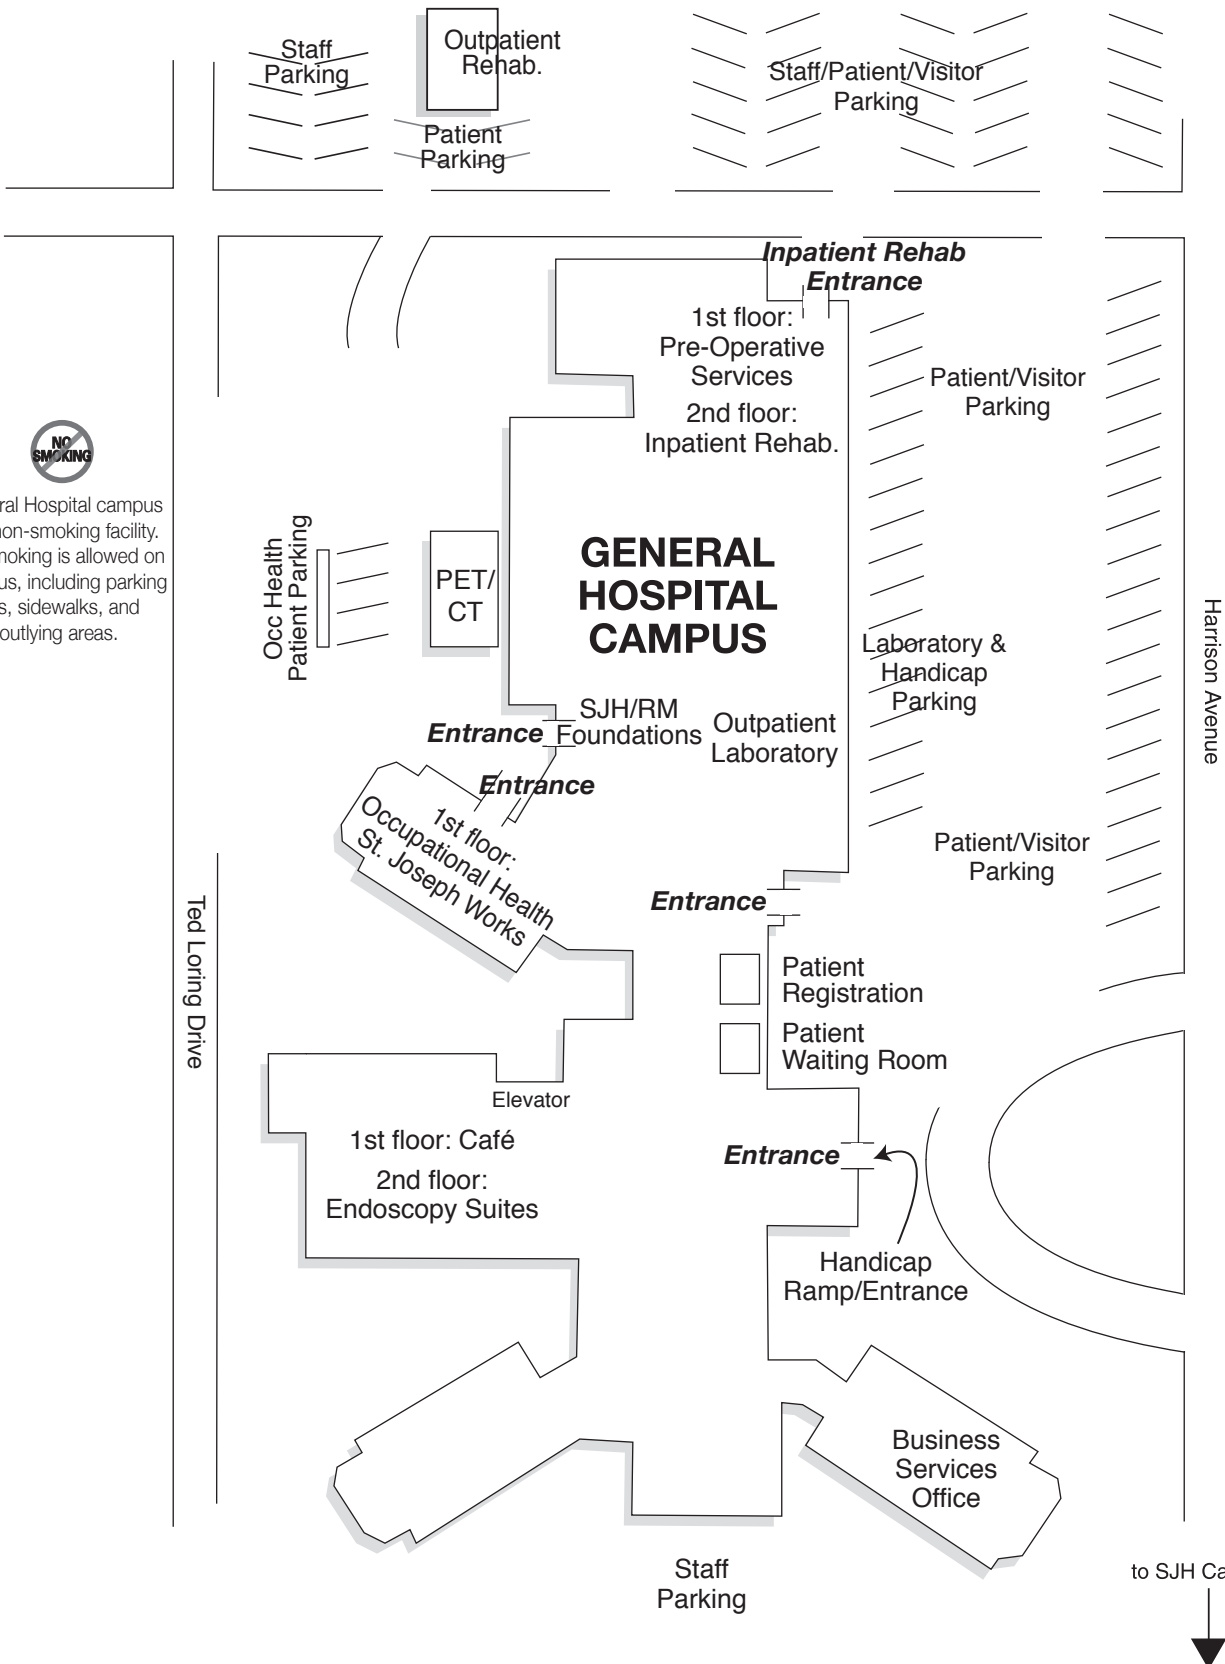 Staff
Parking
Outpatient
Rehab.
Patient
Parking
Staff/Patient/Visitor
Parking
Inpatient Rehab
Entrance
1st floor:
Pre-Operative
Services
2nd floor:
Inpatient Rehab.
Patient/Visitor
Parking
NO
SMOKING
Hospital campus
non-smoking facility.
is allowed on
including parking
sidewalks, and
outlying areas.
Occ Health
Patient Parking
PET/
CT
GENERAL
HOSPITAL
CAMPUS
Laboratory &
Handicap
Parking
Harrison Avenue
Entrance
SJH/RM
Foundations
Outpatient
Laboratory
Entrance
1st floor:
Occupational Health
St. Joseph Works
Patient/Visitor
Parking
Entrance
Ted Loring Drive
Patient
Registration
Patient
Waiting Room
Elevator
1st floor: Café
2nd floor:
Endoscopy Suites
Entrance
Handicap
Ramp/Entrance
Business
Services
Office
Staff
Parking
to SJH